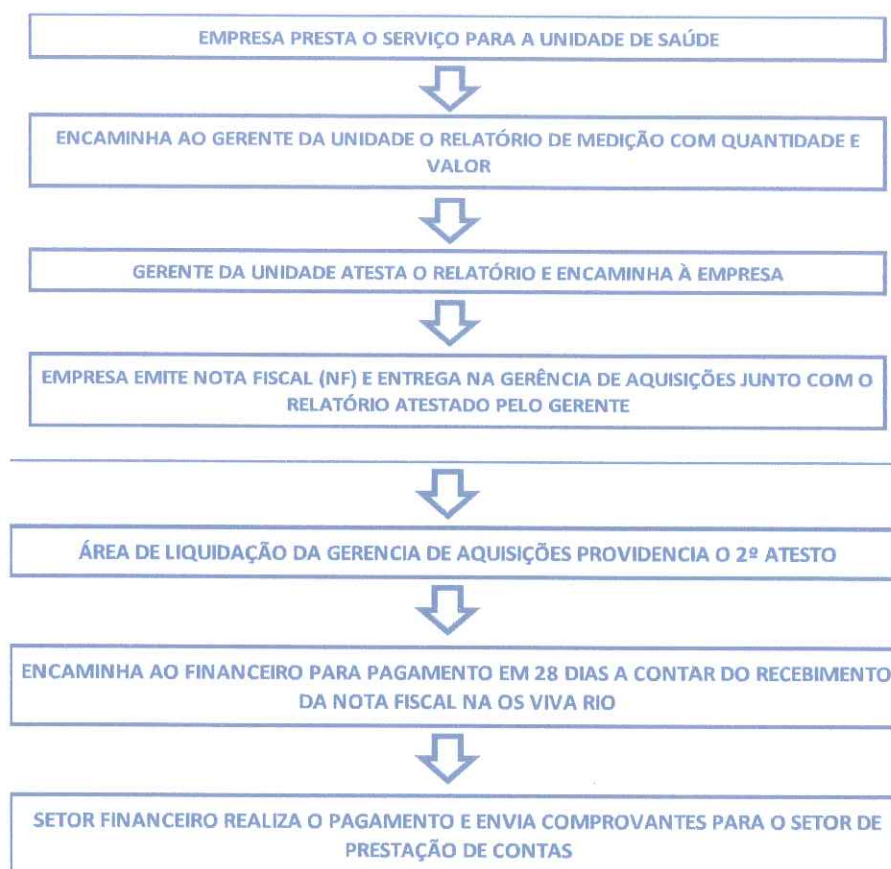 EMPRESA PRESTA O SERVIÇO PARA A UNIDADE DE SAÚDE
ENCAMINHA AO GERENTE DA UNIDADE O RELATÓRIO DE MEDIÇÃO COM QUANTIDADE E
VALOR
GERENTE DA UNIDADE ATESTA O RELATÓRIO E ENCAMINHA À EMPRESA
EMPRESA EMITE NOTA FISCAL (NF) E ENTREGA NA GERÊNCIA DE AQUISIÇÕES JUNTO COM O
RELATÓRIO ATESTADO PELO GERENTE
ÁREA DE LIQUIDAÇÃO DA GERENCIA DE AQUISIÇÕES PROVIDENCIA O 2º ATESTO
ENCAMINHA AO FINANCEIRO PARA PAGAMENTO EM 28 DIAS A CONTAR DO RECEBIMENTO
DA NOTA FISCAL NA OS VIVA RIO
SETOR FINANCEIRO REALIZA O PAGAMENTO E ENVIA COMPROVANTES PARA O SETOR DE
PRESTAÇÃO DE CONTAS